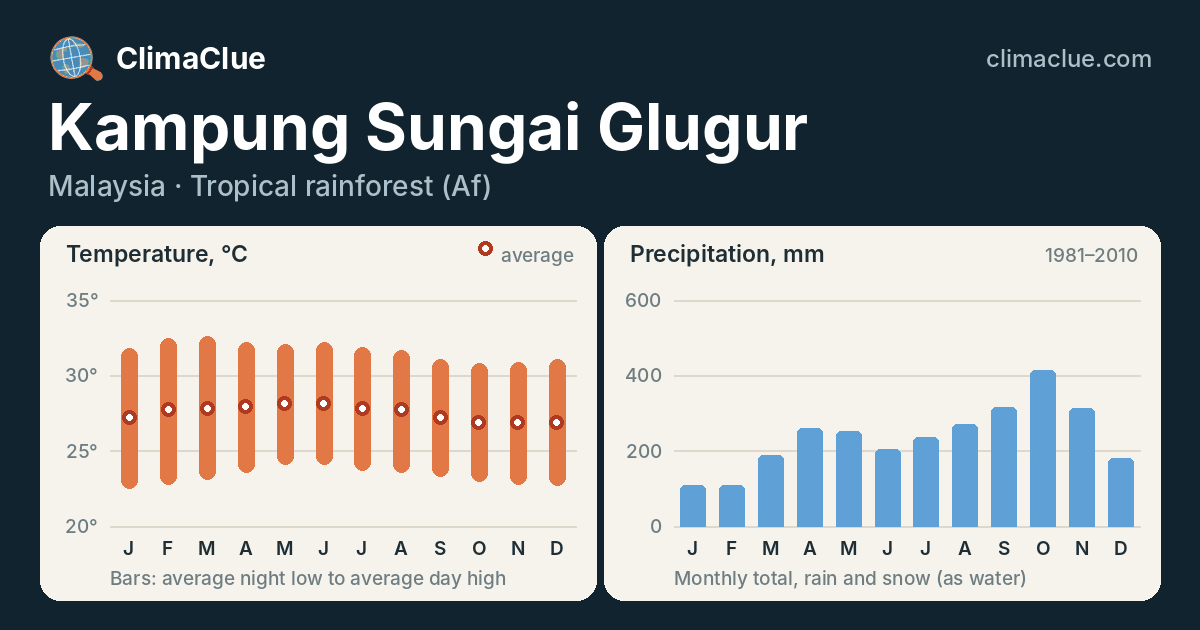 ClimaClue
climaclue.com
Kampung Sungai Glugur
Malaysia · Tropical rainforest (Af)
Temperature, °C
average
35°
30°
25°
20°
J F M A M J J A S O N D
Bars: average night low to average day high
Precipitation, mm
1981–2010
600
400
200
0
J F M A M J J A S O N D
Monthly total, rain and snow (as water)